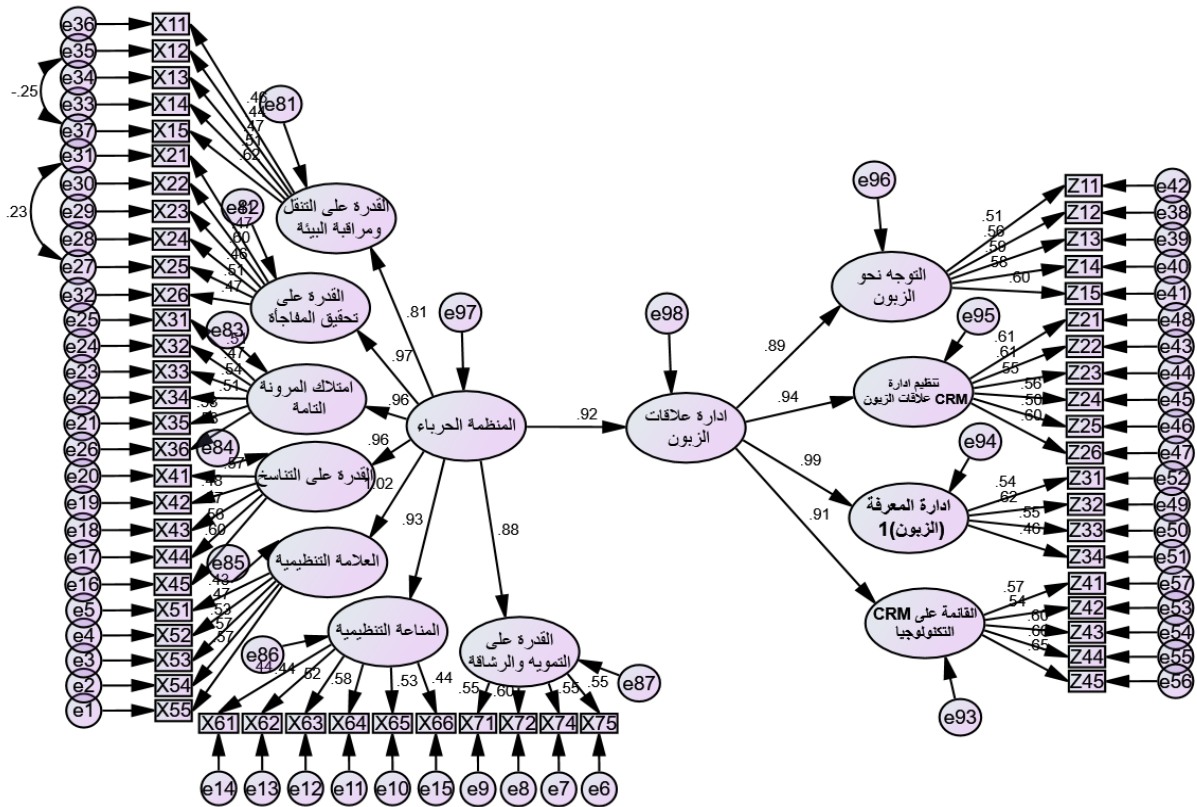 e36
X11
e35
X12
e34
X13
e33
X14
e37
X15
-.25
e31
X21
e30
X22
e29
X23
e28
X24
e27
X25
.23
e32
X26
e25
X31
e24
X32
e23
X33
e22
X34
e21
X35
e26
X36
e20
X41
e19
X42
e18
X43
e17
X44
e16
X45
e5
X51
e4
X52
e3
X53
e2
X54
e1
X55
.46
.44
.47
.51
.62
e81
القدرة على التنقل
ومراقبة البيئة
e82
.47
.60
.46
.51
.47
القدرة على
تحقيق المفاجأة
e83
.51
.47
.54
.51
امتلاك المرونة
التامة
e84
.57
.48
.56
.60
القدرة على التناسخ
e85
.43
.47
.53
.57
.57
العلامة التنظيمية
e86
المناعة التنظيمية
.44
.44
.52
.58
.53
.44
القدرة على
التمويه والرشاقة
e87
.55
.60
.55
.55
X61
X62
X63
X64
X65
X66
X71
X72
X74
X75
e14
e13
e12
e11
e10
e15
e9
e8
e7
e6
.81
.97
.96
.96
1.02
.93
.88
e97
المنظمة الحرباء
.92
e98
ادارة علاقات
الزبون
.89
.94
.99
.91
e96
التوجه نحو
الزبون
.51
.56
.59
.58
.60
Z11
e42
Z12
e38
Z13
e39
Z14
e40
Z15
e41
e95
تنظيم ادارة
علاقات الزبون CRM
.61
.61
.55
.56
.56
.60
Z21
e48
Z22
e43
Z23
e44
Z24
e45
Z25
e46
Z26
e47
e94
ادارة المعرفة
(الزبون)1
.54
.62
.55
.46
Z31
e52
Z32
e49
Z33
e50
Z34
e51
القائمة على CRM
التكنولوجيا
e93
.57
.54
.60
.66
.65
Z41
e57
Z42
e53
Z43
e54
Z44
e55
Z45
e56